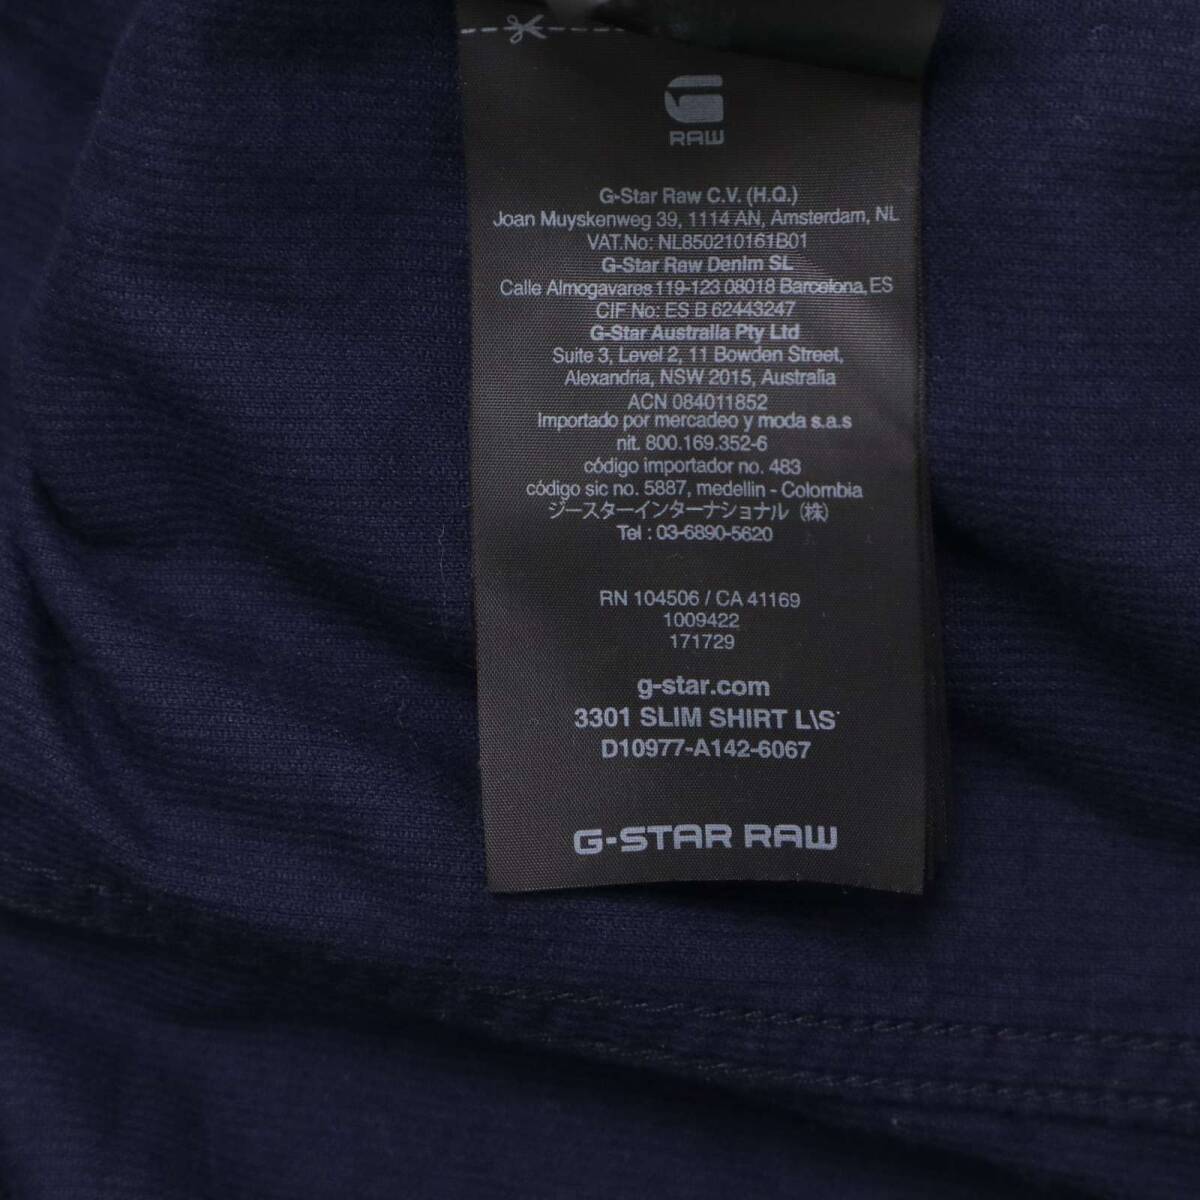 RAW
G-Star Raw C.V. (H.Q.)
Joan Muyskenweg 39, 1114 AN, Amsterdam, NL
VAT.No: NL850210161B01
G-Star Raw Denim SL
Calle Almogavares 119-123 08018 Barcelona, ES
CIF No: ES B 62443247
G-Star Australia Pty Ltd
Suite 3, Level 2, 11 Bowden Street,
Alexandria, NSW 2015, Australia
ACN 084011852
Importado por mercadeo y moda s.a.s
nit. 800.169.352-6
código importador no. 483
código sic no. 5887, medellin - Colombia
ジースターインターナショナル (株)
Tel : 03-6890-5620
RN 104506 / CA 41169
1009422
171729
g-star.com
3301 SLIM SHIRT L\S
D10977-A142-6067
G-STAR RAW